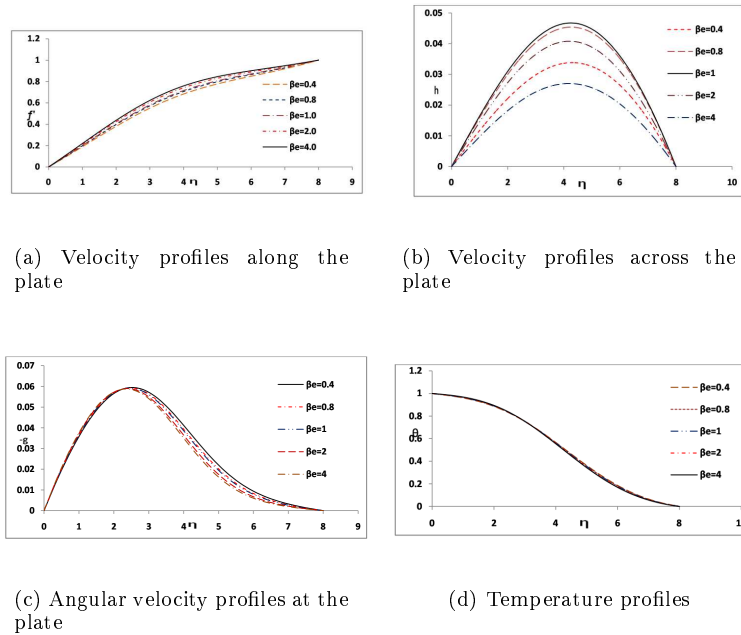 1.2
1
0.8
0.6
f'
0.4
0.2
0
0 1 2 3 4 η 5 6 7 8 9
βe=0.4
βe=0.8
βe=1.0
βe=2.0
βe=4.0
(a) Velocity profiles along the
plate
0.05
0.04
0.03
h
0.02
0.01
0
0 2 4 η 6 8 10
βe=0.4
βe=0.8
βe=1
βe=2
βe=4
(b) Velocity profiles across the
plate
0.07
0.06
0.05
0.04
-g
0.03
0.02
0.01
0
0 1 2 3 4 η 5 6 7 8 9
βe=0.4
βe=0.8
βe=1
βe=2
βe=4
(c) Angular velocity profiles at the
plate
1.2
1
0.8
θ
0.6
0.4
0.2
0
0 2 4 η 6 8 10
βe=0.4
βe=0.8
βe=1
βe=2
βe=4
(d) Temperature profiles